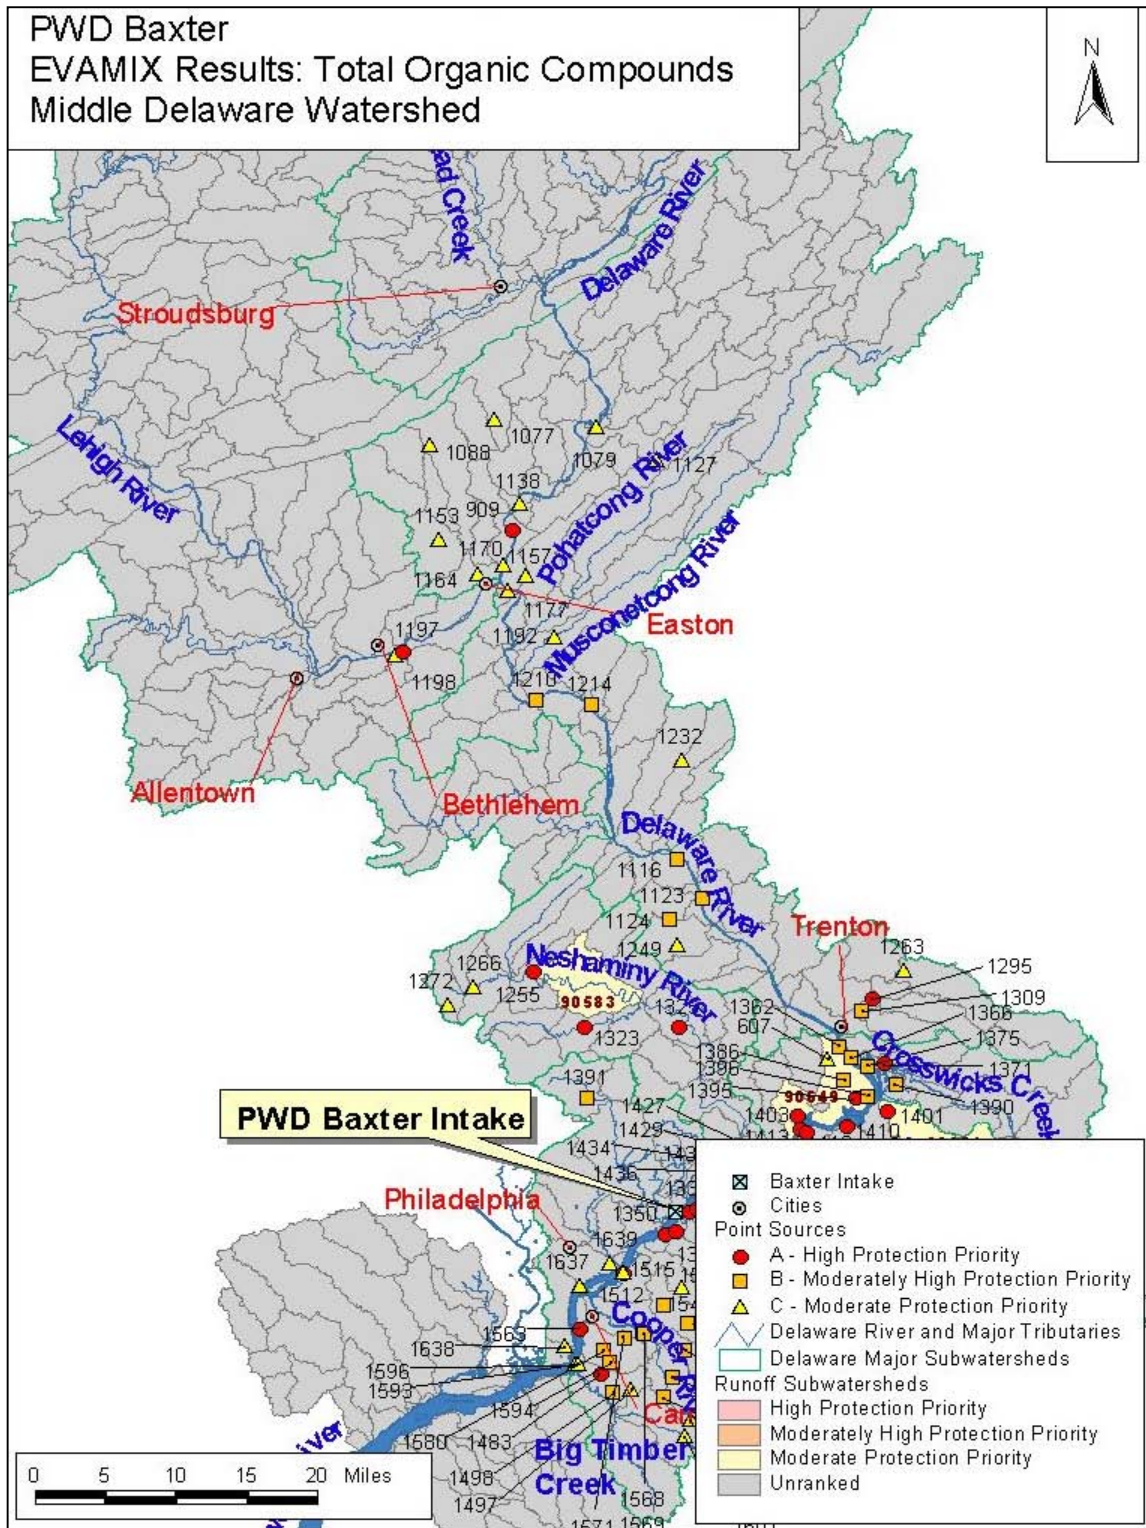 PWD Baxter
EVAMIX Results: Total Organic Compounds
Middle Delaware Watershed
N
Creek
Delaware River
Stroudsburg
Lehigh River
1077
1088
1079
1127
1138
909
1153
Pohatcong River
1170
1157
1164
1177
Easton
1192
Musconetcong River
1197
1198
1210
1214
1232
Allentown
Bethlehem
Delaware River
1116
1123
1124
1249
Trenton
1263
Neshaminy River
1266
1272
1255
90583
1323
1295
1309
1362
1366
607
1375
1386
1371
1396
1395
1390
Crosswicks Creek
90649
1391
1401
1403
1410
1427
1429
1434
1436
PWD Baxter Intake
Philadelphia
1350
1639
1637
1515
1512
Cooper
1563
1638
1596
1593
1594
1580
1483
1498
1497
Big Timber
Creek
1568
1569
1571
Baxter Intake
Cities
Point Sources
A - High Protection Priority
B - Moderately High Protection Priority
C - Moderate Protection Priority
Delaware River and Major Tributaries
Delaware Major Subwatersheds
Runoff Subwatersheds
High Protection Priority
Moderately High Protection Priority
Moderate Protection Priority
Unranked
0 5 10 15 20 Miles